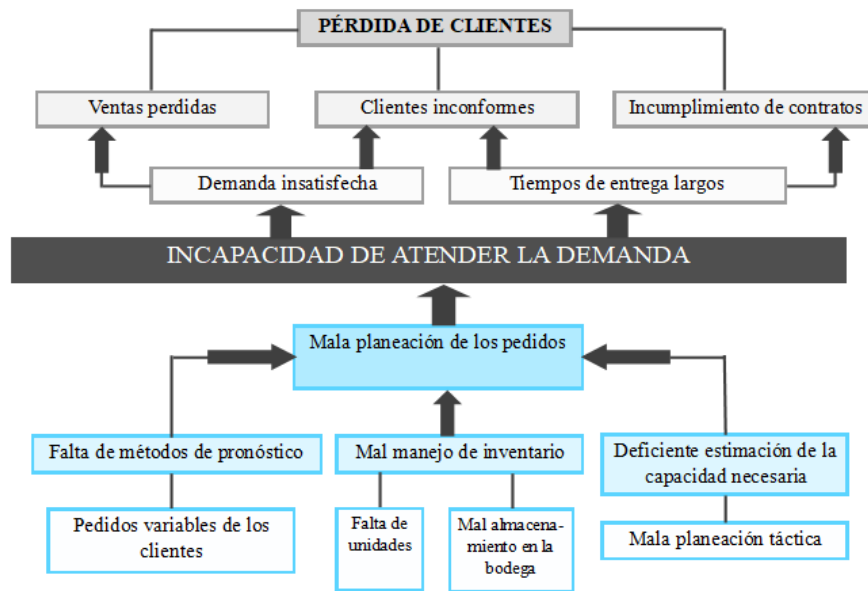 PÉRDIDA DE CLIENTES
Ventas perdidas
Clientes inconformes
Incumplimiento de contratos
Demanda insatisfecha
Tiempos de entrega largos
INCAPACIDAD DE ATENDER LA DEMANDA
Mala planeación de los pedidos
Falta de métodos de pronóstico
Mal manejo de inventario
Deficiente estimación de la
capacidad necesaria
Pedidos variables de los
clientes
Falta de
unidades
Mal almacena-
miento en la
bodega
Mala planeación táctica